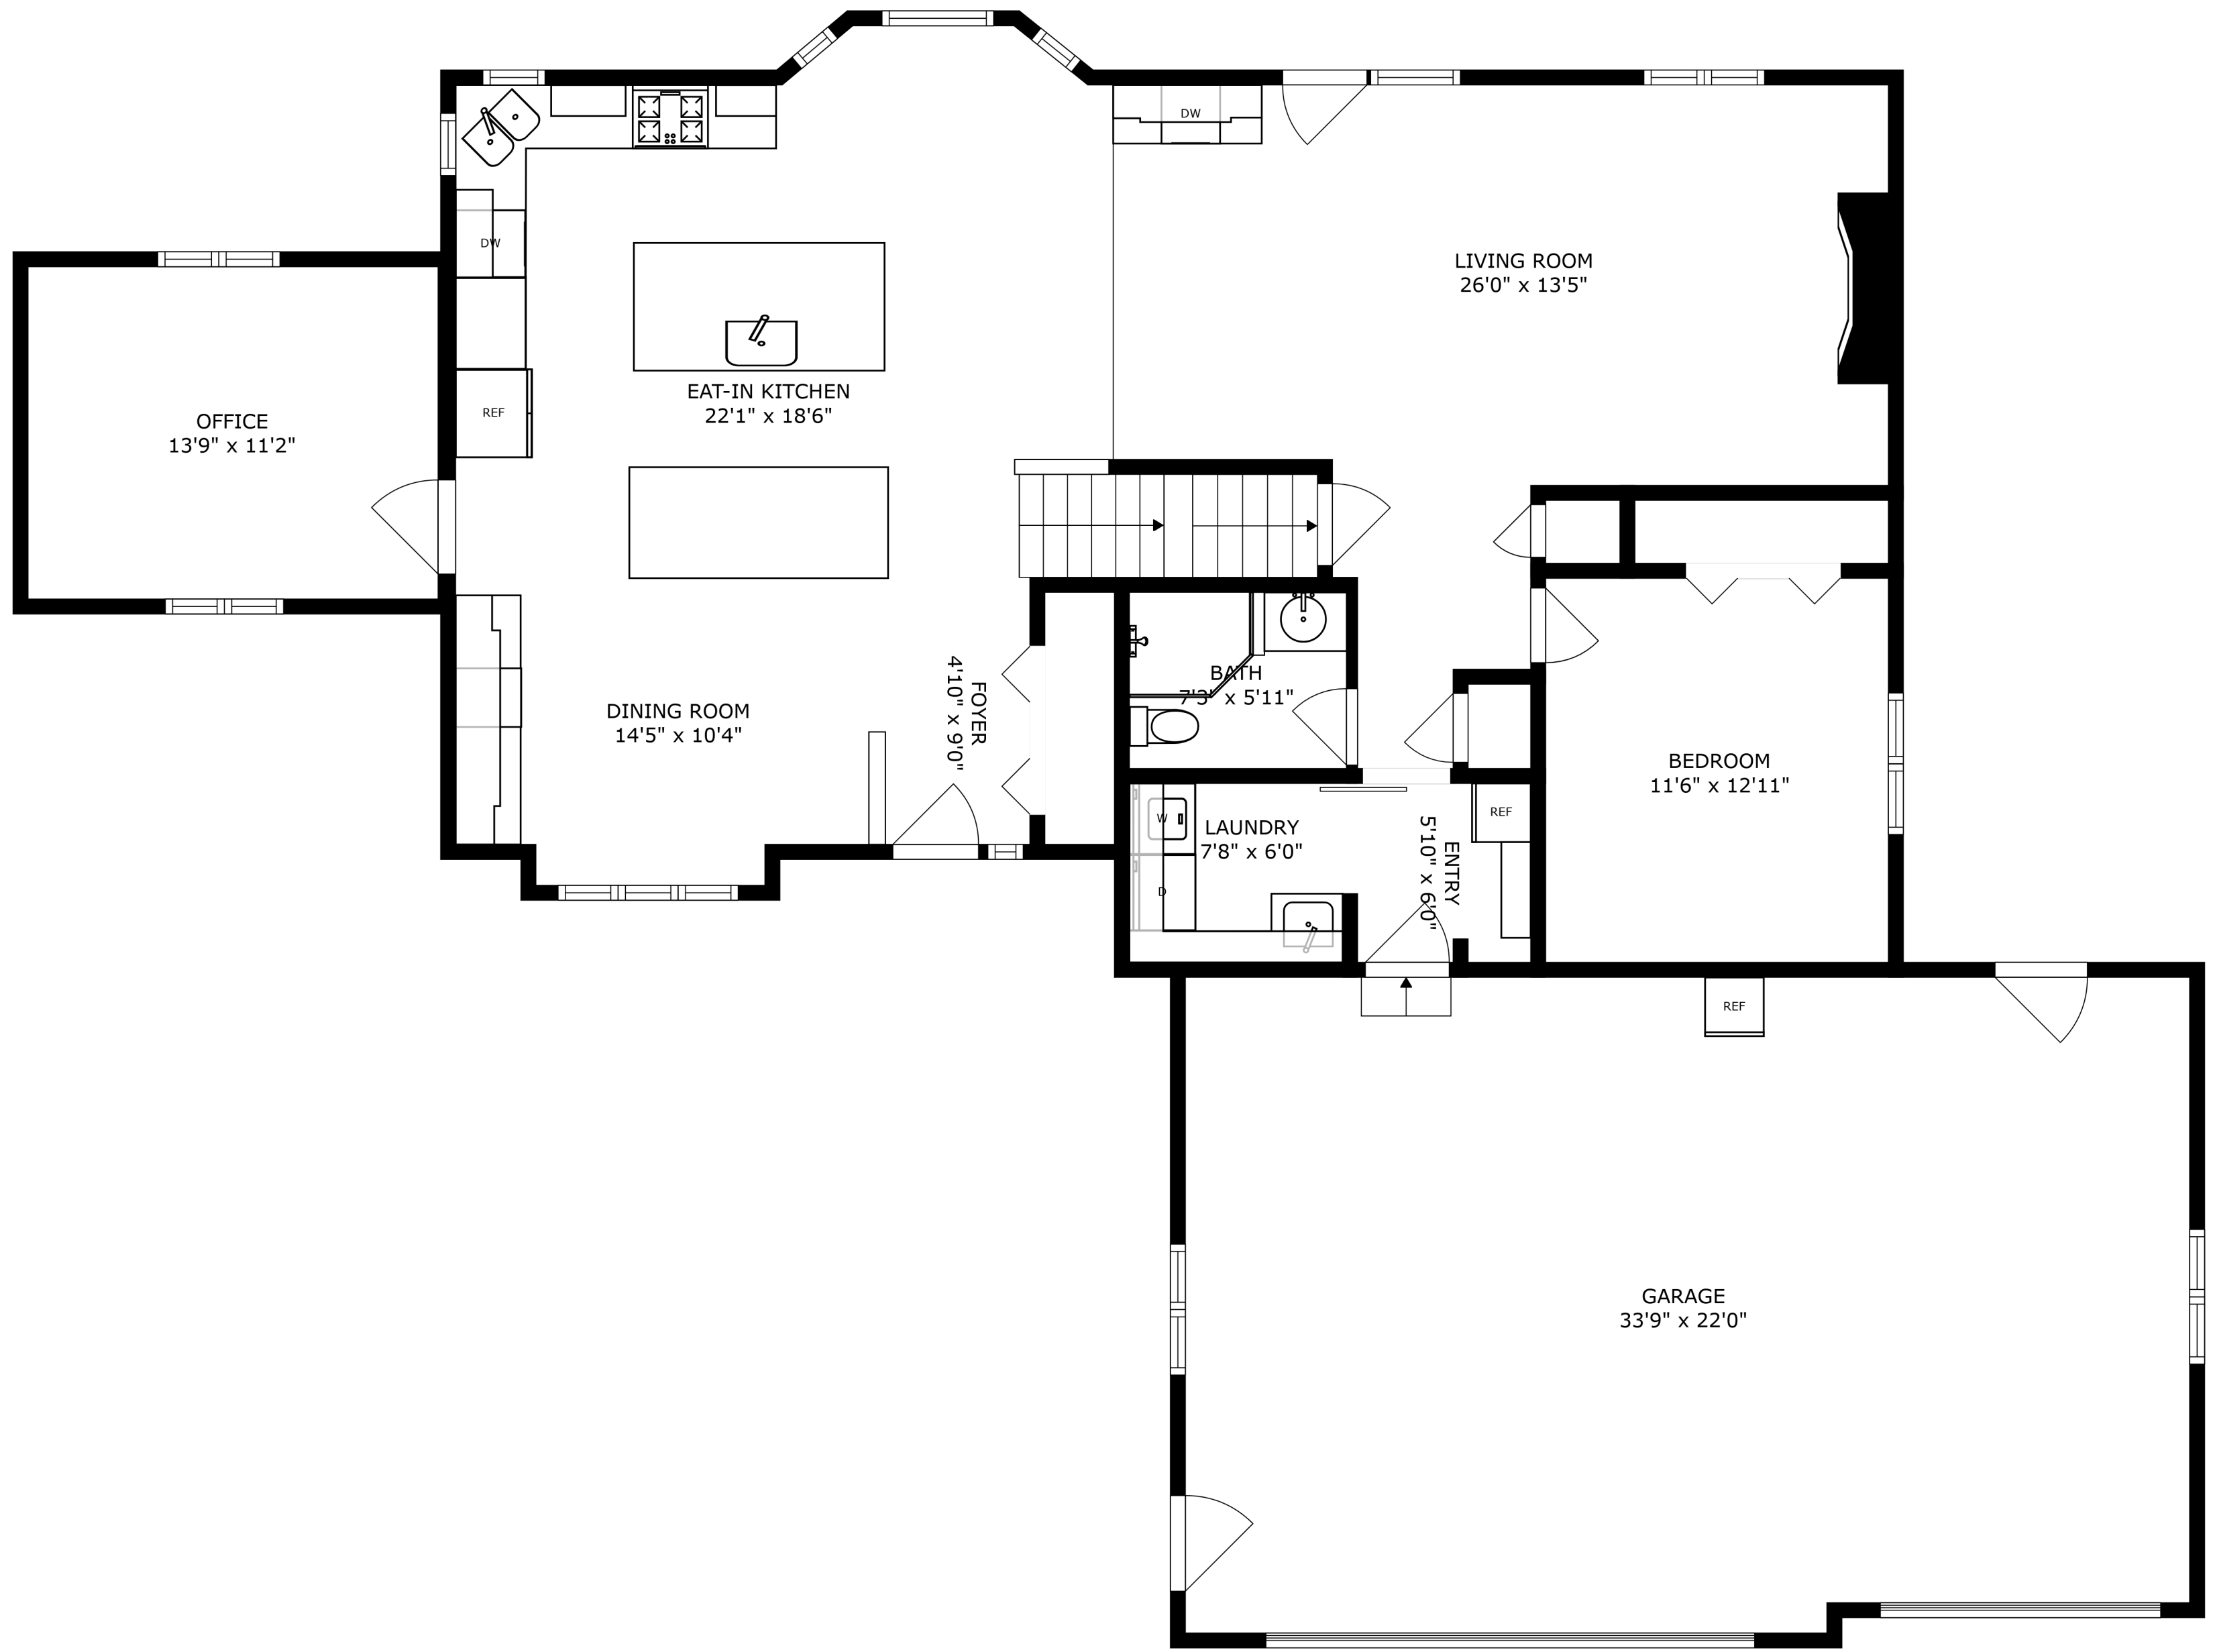 DW
LIVING ROOM
26'0" x 13'5"
DW
EAT-IN KITCHEN
22'1" x 18'6"
REF
OFFICE
13'9" x 11'2"
FOYER
4'10" x 9'0"
BATH
7'3" x 5'11"
DINING ROOM
14'5" x 10'4"
BEDROOM
11'6" x 12'11"
W
LAUNDRY
7'8" x 6'0"
REF
ENTRY
5'10" x 6'0"
D
REF
GARAGE
33'9" x 22'0"